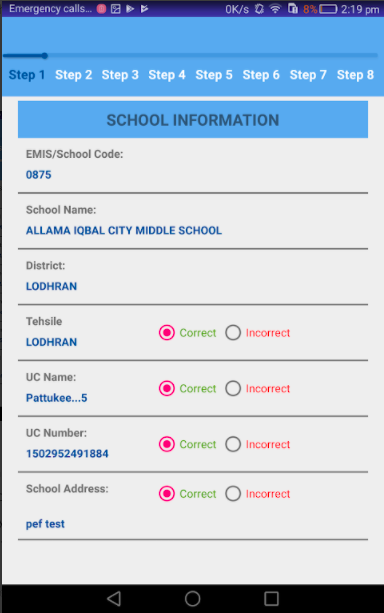 Emergency calls... 0K/s 8% 2:19 pm
Step 1 Step 2 Step 3 Step 4 Step 5 Step 6 Step 7 Step 8
SCHOOL INFORMATION
EMIS/School Code:
0875
School Name:
ALLAMA IQBAL CITY MIDDLE SCHOOL
District:
LODHRAN
Tehsile
LODHRAN Correct Incorrect
UC Name:
Pattukee...5 Correct Incorrect
UC Number:
1502952491884 Correct Incorrect
School Address: Correct Incorrect
pef test